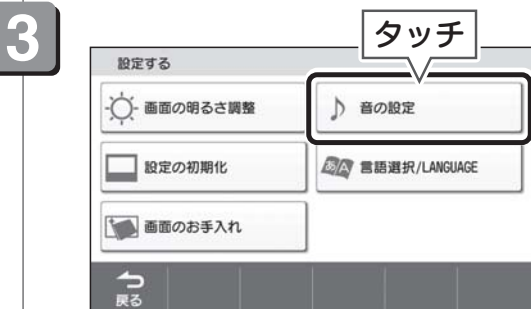 3
タッチ
設定する
画面の明るさ調整
音の設定
設定の初期化
あ/A 言語選択/LANGUAGE
画面のお手入れ
戻る